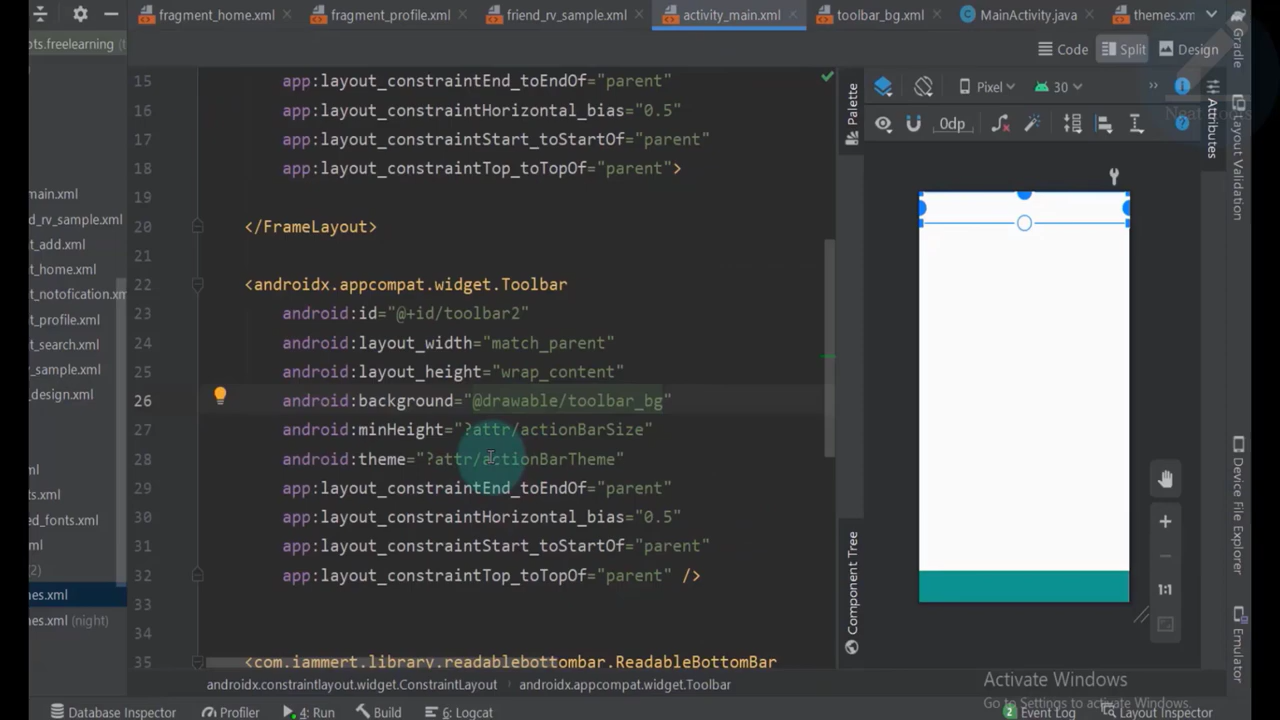 fragment_home.xml
fragment_profile.xml
friend_rv_sample.xml
activity_main.xml
toolbar_bg.xml
MainActivity.java
themes.xm
ots.freelearning
Code
Split
Design
Gradle
15 app:layout_constraintEnd_toEndOf="parent"
16 app:layout_constraintHorizontal_bias="0.5"
17 app:layout_constraintStart_toStartOf="parent"
18 app:layout_constraintTop_toTopOf="parent">
19
20 </FrameLayout>
21
22 <androidx.appcompat.widget.Toolbar
23 android:id="@+id/toolbar2"
24 android:layout_width="match_parent"
25 android:layout_height="wrap_content"
26 android:background="@drawable/toolbar_bg"
27 android:minHeight="?attr/actionBarSize"
28 android:theme="?attr/actionBarTheme"
29 app:layout_constraintEnd_toEndOf="parent"
30 app:layout_constraintHorizontal_bias="0.5"
31 app:layout_constraintStart_toStartOf="parent"
32 app:layout_constraintTop_toTopOf="parent" />
33
34
35 <com.iammert.library.readablebottombar.ReadableBottomBar
main.xml
d_rv_sample.xml
t_add.xml
t_home.xml
t_notofication.xm
t_profile.xml
t_search.xml
v_sample.xml
_design.xml
ml
ds.xml
ed_fonts.xml
ml
(2)
es.xml
mes.xml (night)
Palette
Component Tree
Pixel
30
0dp
1:1
Attributes
Layout Validation
Device File Explorer
Emulator
androidx.constraintlayout.widget.ConstraintLayout
androidx.appcompat.widget.Toolbar
Activate Windows
Go to Settings to activate Windows.
Database Inspector
Profiler
4: Run
Build
6: Logcat
2 Event Log
Layout Inspector